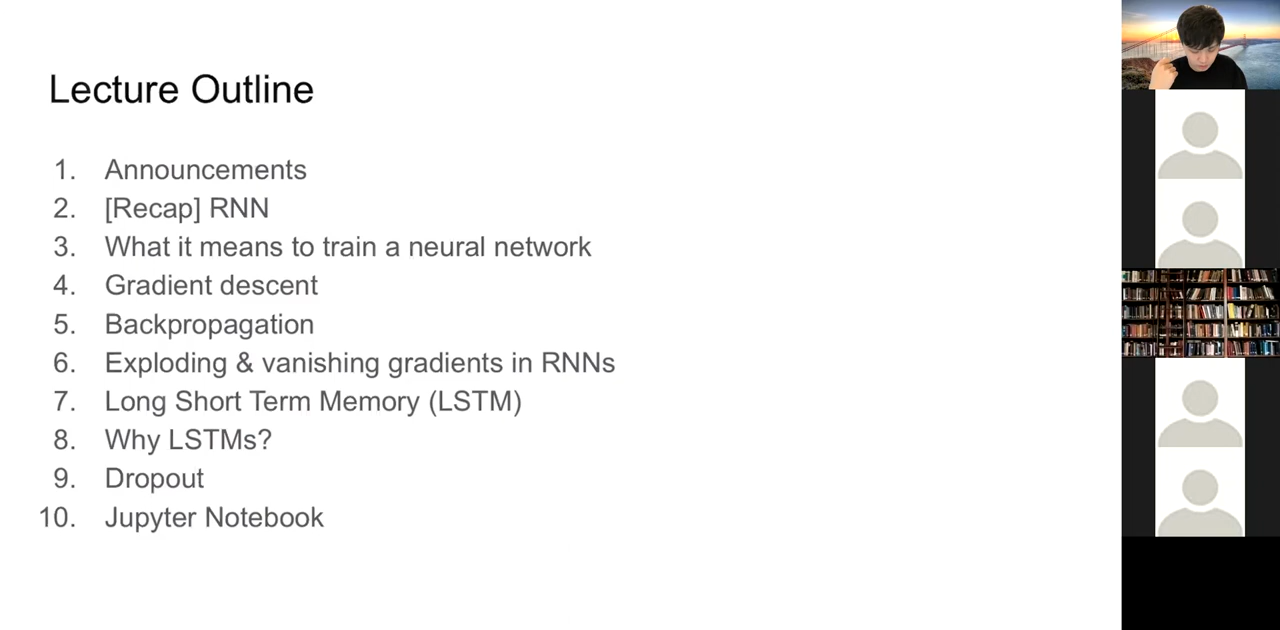 Lecture Outline
1. Announcements
2. [Recap] RNN
3. What it means to train a neural network
4. Gradient descent
5. Backpropagation
6. Exploding & vanishing gradients in RNNs
7. Long Short Term Memory (LSTM)
8. Why LSTMs?
9. Dropout
10. Jupyter Notebook